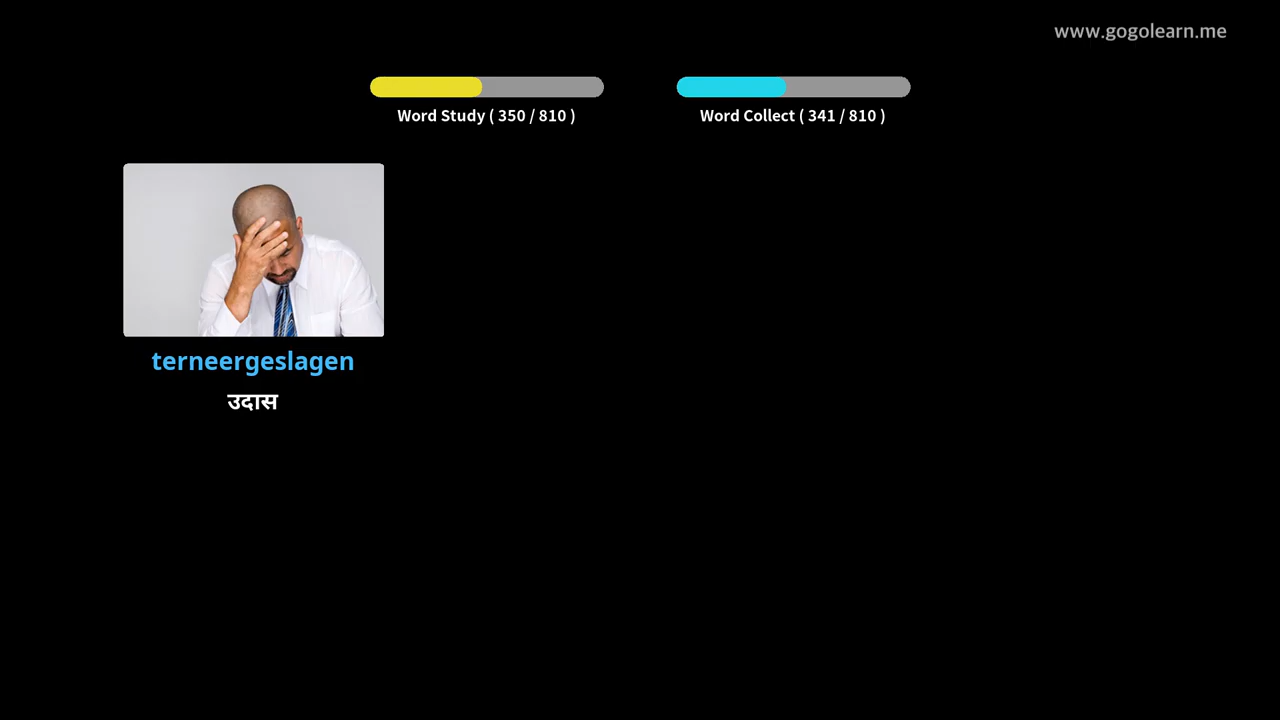 www.gogolearn.me
Word Study ( 350 / 810 )
Word Collect ( 341 / 810 )
terneergeslagen
उदास